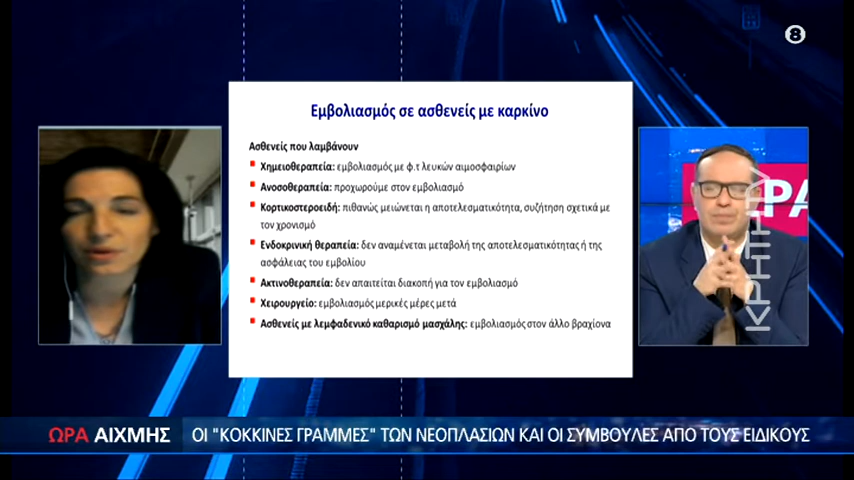 8
Εμβολιασμός σε ασθενείς με καρκίνο
Ασθενείς που λαμβάνουν
Χημειοθεραπεία: εμβολιασμός με φ.τ λευκών αιμοσφαιρίων
Ανοσοθεραπεία: προχωρούμε στον εμβολιασμό
Κορτικοστεροειδή: πιθανώς μειώνεται η αποτελεσματικότητα, συζήτηση σχετικά με
τον χρονισμό
Ενδοκρινική θεραπεία: δεν αναμένεται μεταβολή της αποτελεσματικότητας ή της
ασφάλειας του εμβολίου
Ακτινοθεραπεία: δεν απαιτείται διακοπή για τον εμβολιασμό
Χειρουργείο: εμβολιασμός μερικές μέρες μετά
Ασθενείς με λεμφαδενικό καθαρισμό μασχάλης: εμβολιασμός στον άλλο βραχίονα
ΡΑ
ΚΡΗΤΗ TV
ΩΡΑ ΑΙΧΜΗΣ ΟΙ "ΚΟΚΚΙΝΕΣ ΓΡΑΜΜΕΣ" ΤΩΝ ΝΕΟΠΛΑΣΙΩΝ ΚΑΙ ΟΙ ΣΥΜΒΟΥΛΕΣ ΑΠΟ ΤΟΥΣ ΕΙΔΙΚΟΥΣ